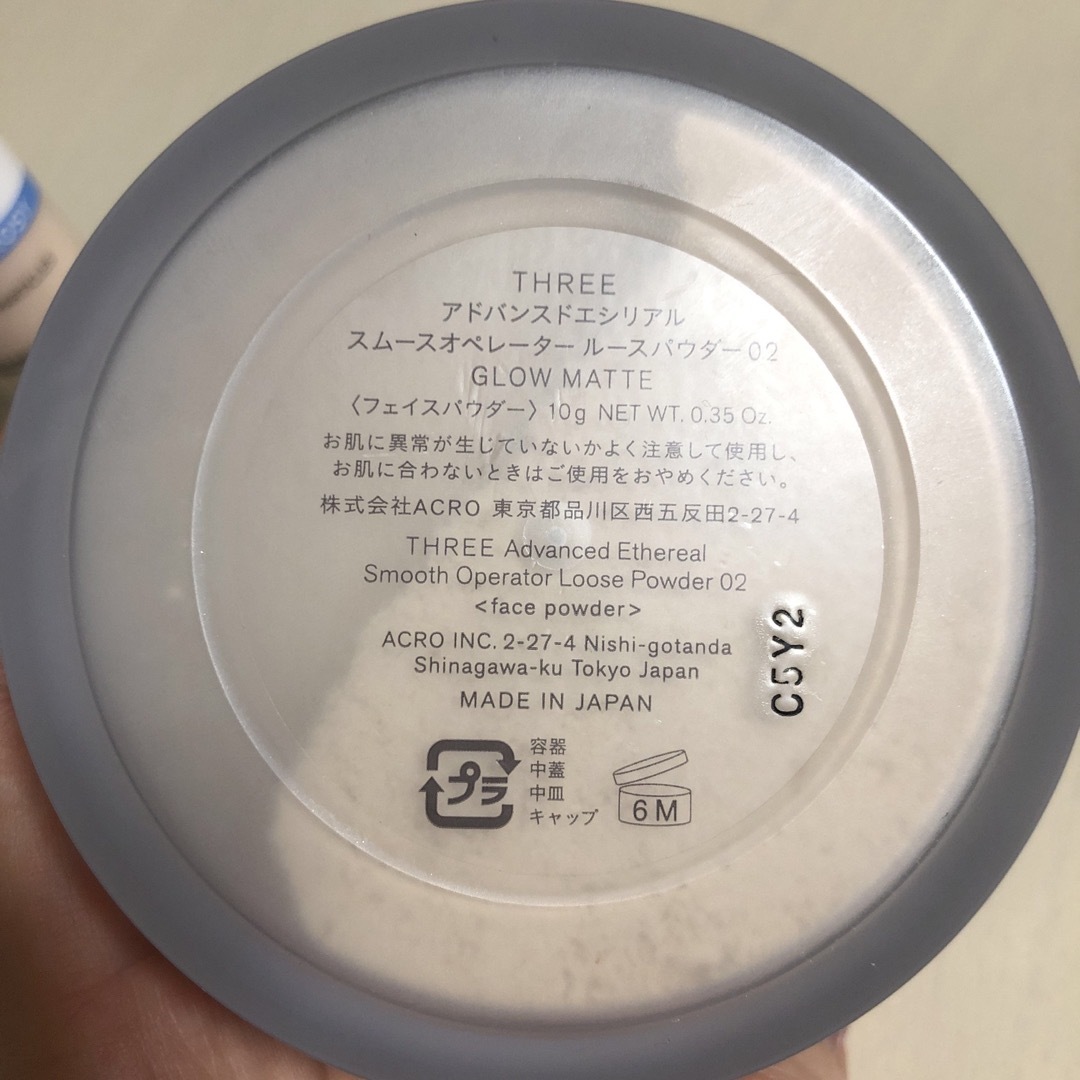 THREE
アドバンスドエシリアル
スムースオペレーター ルースパウダー 02
GLOW MATTE
〈フェイスパウダー〉10g NET WT. 0.35 Oz.
お肌に異常が生じていないかよく注意して使用し、
お肌に合わないときはご使用をおやめください。
株式会社ACRO 東京都品川区西五反田2-27-4
THREE Advanced Ethereal
Smooth Operator Loose Powder 02
<face powder>
ACRO INC. 2-27-4 Nishi-gotanda
Shinagawa-ku Tokyo Japan
MADE IN JAPAN
C5Y2
プラ
容器
中蓋
中皿
キャップ
6M